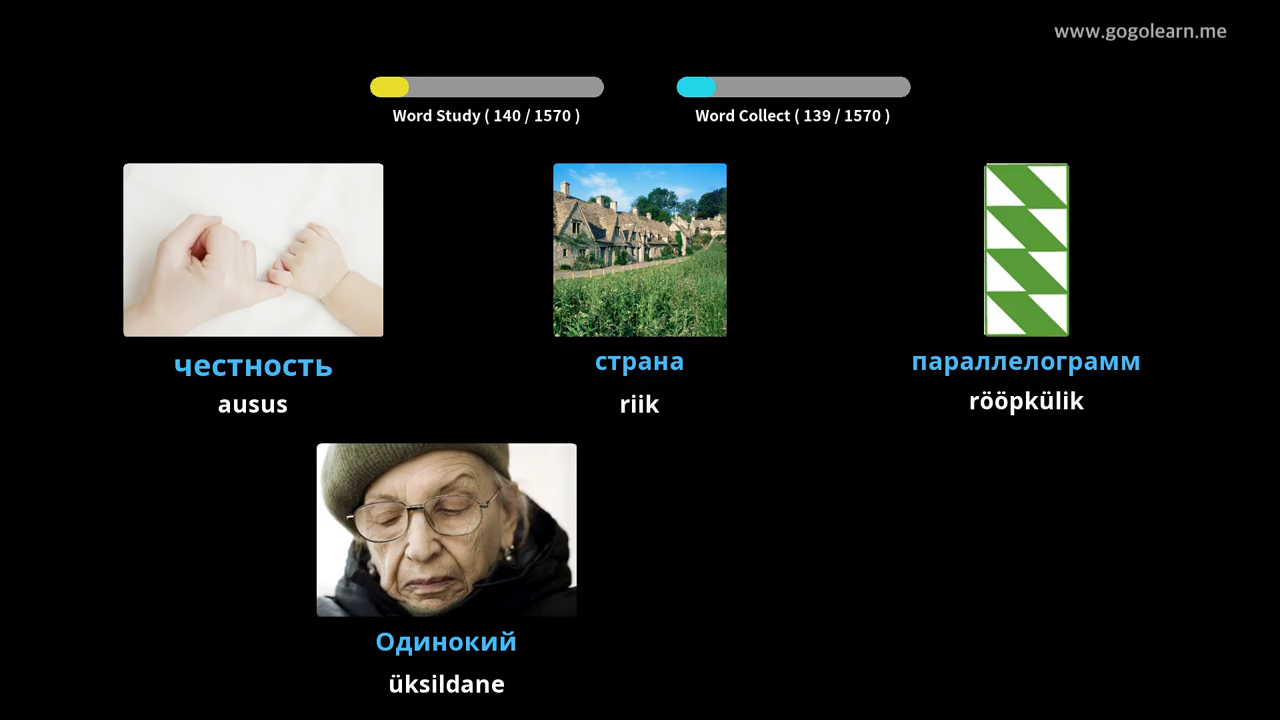 www.gogolearn.me
Word Study ( 140 / 1570 )
Word Collect ( 139 / 1570 )
честность
страна
параллелограмм
ausus
riik
rööpkülik
Одинокий
üksildane